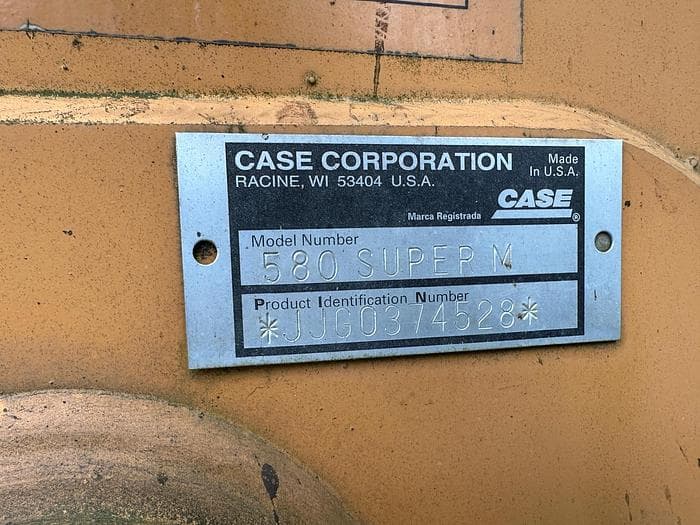 CASE CORPORATION
RACINE, WI 53404 U.S.A.
Made
In U.S.A.
CASE
Marca Registrada ®
Model Number
580 SUPER M
Product Identification Number
*JJG0374528*